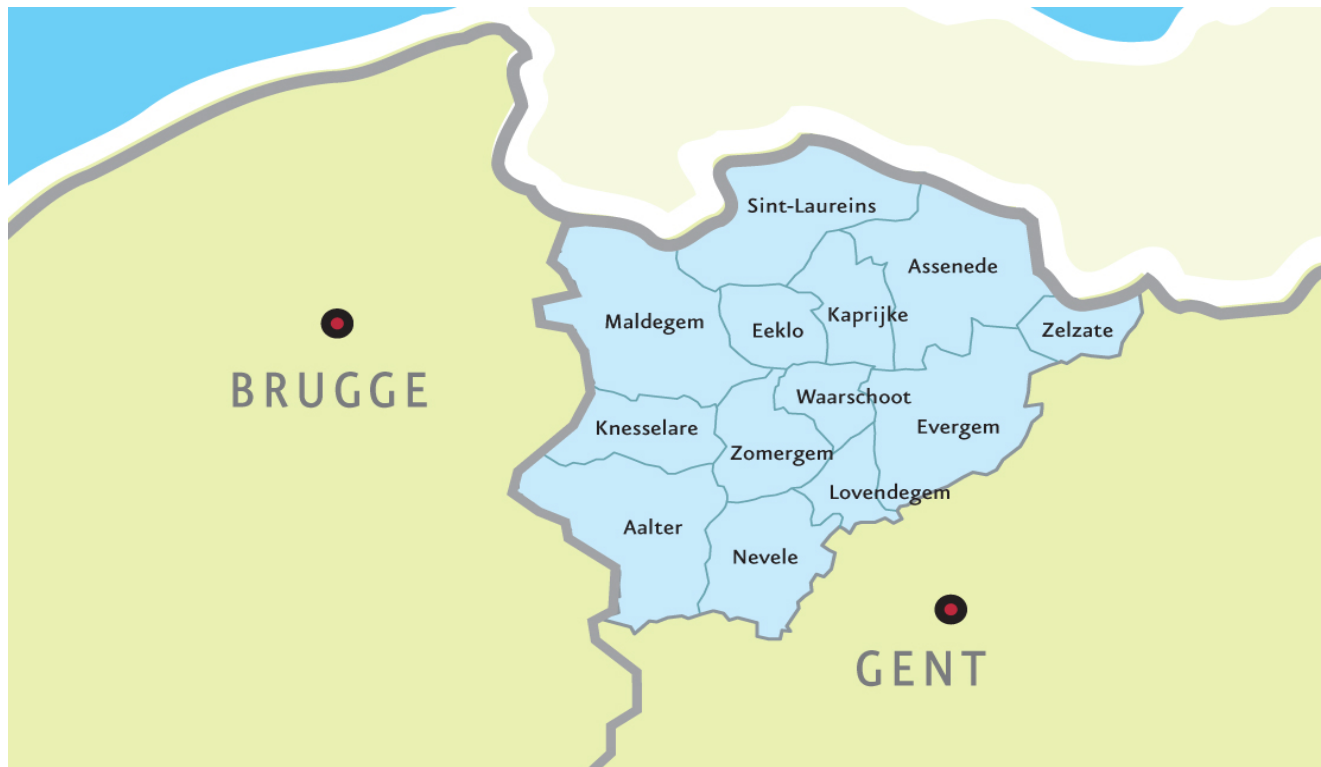 Sint-Laureins
Assenede
Kaprijke
Maldegem
Eeklo
Zelzate
BRUGGE
Waarschoot
Knesselare
Evergem
Zomergem
Lovendegem
Aalter
Nevele
GENT